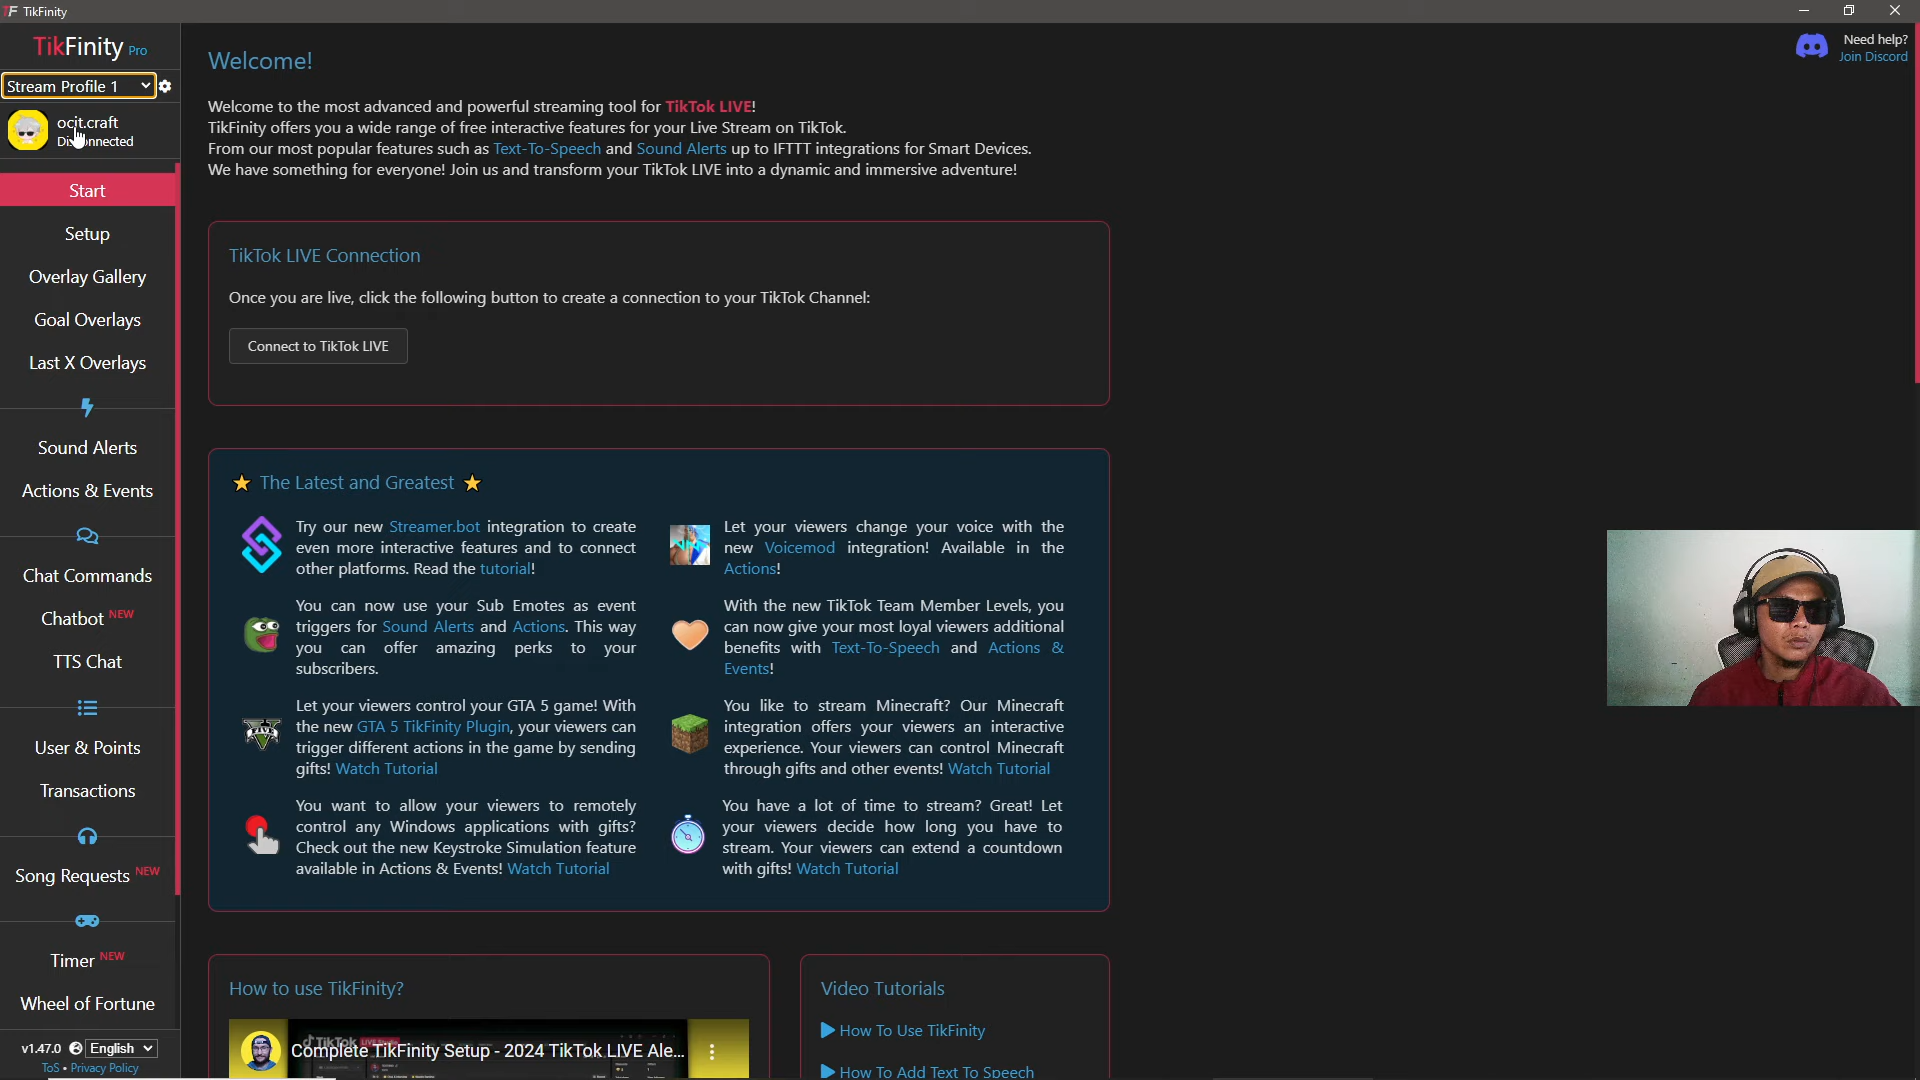 TikFinity
TikFinity Pro
Stream Profile 1
ocit.craft
Disconnected
Start
Setup
Overlay Gallery
Goal Overlays
Last X Overlays
Sound Alerts
Actions & Events
Chat Commands
Chatbot NEW
TTS Chat
User & Points
Transactions
Song Requests NEW
Timer NEW
Wheel of Fortune
v1.47.0 English
ToS • Privacy Policy
Need help?
Join Discord
Welcome!
Welcome to the most advanced and powerful streaming tool for TikTok LIVE!
TikFinity offers you a wide range of free interactive features for your Live Stream on TikTok.
From our most popular features such as Text-To-Speech and Sound Alerts up to IFTTT integrations for Smart Devices.
We have something for everyone! Join us and transform your TikTok LIVE into a dynamic and immersive adventure!
TikTok LIVE Connection
Once you are live, click the following button to create a connection to your TikTok Channel:
Connect to TikTok LIVE
The Latest and Greatest
Try our new Streamer.bot integration to create
even more interactive features and to connect
other platforms. Read the tutorial!
Let your viewers change your voice with the
new Voicemod integration! Available in the
Actions!
You can now use your Sub Emotes as event
triggers for Sound Alerts and Actions. This way
you can offer amazing perks to your
subscribers.
With the new TikTok Team Member Levels, you
can now give your most loyal viewers additional
benefits with Text-To-Speech and Actions &
Events!
Let your viewers control your GTA 5 game! With
the new GTA 5 TikFinity Plugin, your viewers can
trigger different actions in the game by sending
gifts! Watch Tutorial
You like to stream Minecraft? Our Minecraft
integration offers your viewers an interactive
experience. Your viewers can control Minecraft
through gifts and other events! Watch Tutorial
You want to allow your viewers to remotely
control any Windows applications with gifts?
Check out the new Keystroke Simulation feature
available in Actions & Events! Watch Tutorial
You have a lot of time to stream? Great! Let
your viewers decide how long you have to
stream. Your viewers can extend a countdown
with gifts! Watch Tutorial
How to use TikFinity?
Complete TikFinity Setup - 2024 TikTok LIVE Ale...
Video Tutorials
How To Use TikFinity
How To Add Text To Speech